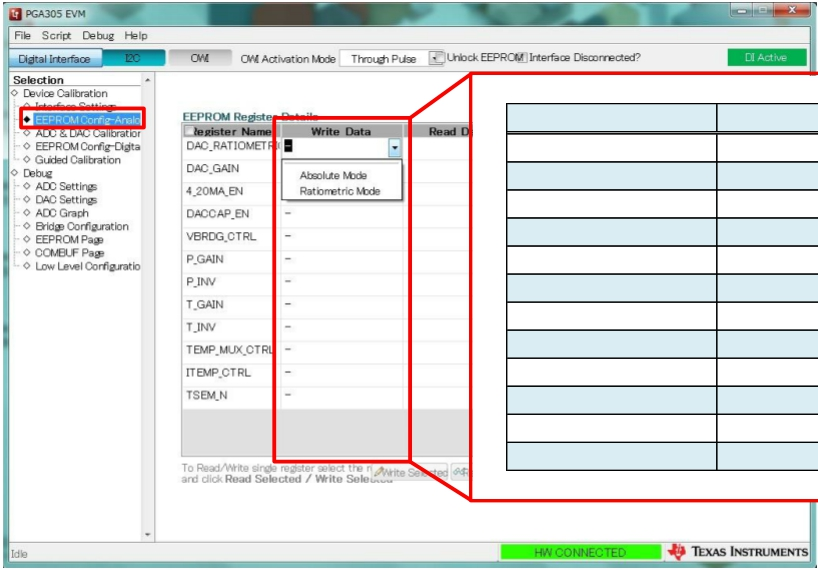 PGA305 EVM
File Script Debug Help
Digital Interface I2C OWI OWI Activation Mode Through Pulse Unlock EEPROM Interface Disconnected? DI Active
Selection
Device Calibration
Interface Settings
EEPROM Config-Analo
ADC & DAC Calibration
EEPROM Config-Digita
Guided Calibration
Debug
ADC Settings
DAC Settings
ADC Graph
Bridge Configuration
EEPROM Page
COMBUF Page
Low Level Configuratio
EEPROM Register Details
Register Name Write Data Read D
DAC_RATIOMETRI –
DAC_GAIN
Absolute Mode
Ratiometric Mode
4_20MA_EN
DACCAP_EN –
VBRDG_CTRL –
P_GAIN –
P_INV –
T_GAIN –
T_INV –
TEMP_MUX_CTRL –
ITEMP_CTRL –
TSEM_N –
To Read/Write single register select the r
and click Read Selected / Write Selected
Write Selected
Idle HW CONNECTED TEXAS INSTRUMENTS